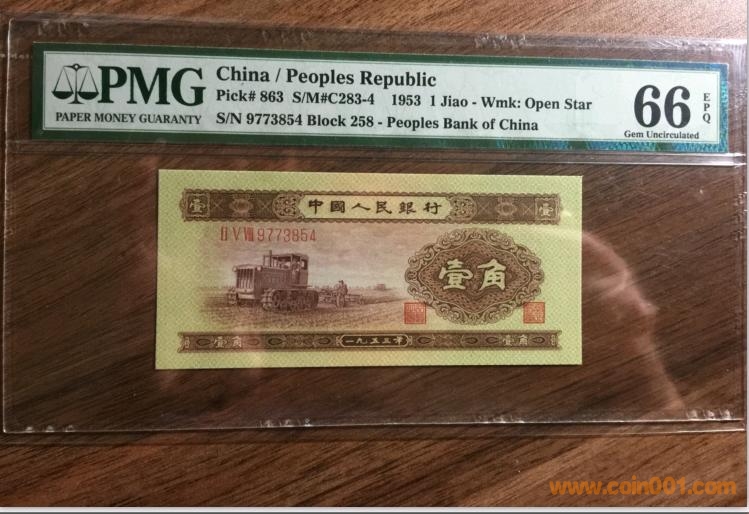 PMG
PAPER MONEY GUARANTY
China / Peoples Republic
Pick# 863 S/M#C283-4 1953 1 Jiao - Wmk: Open Star
S/N 9773854 Block 258 - Peoples Bank of China
66
EPQ
Gem Uncirculated
壹 中國人民銀行 壹
II V VIII 9773854
壹角
壹角 一九五三年 壹角
www.coin001.com